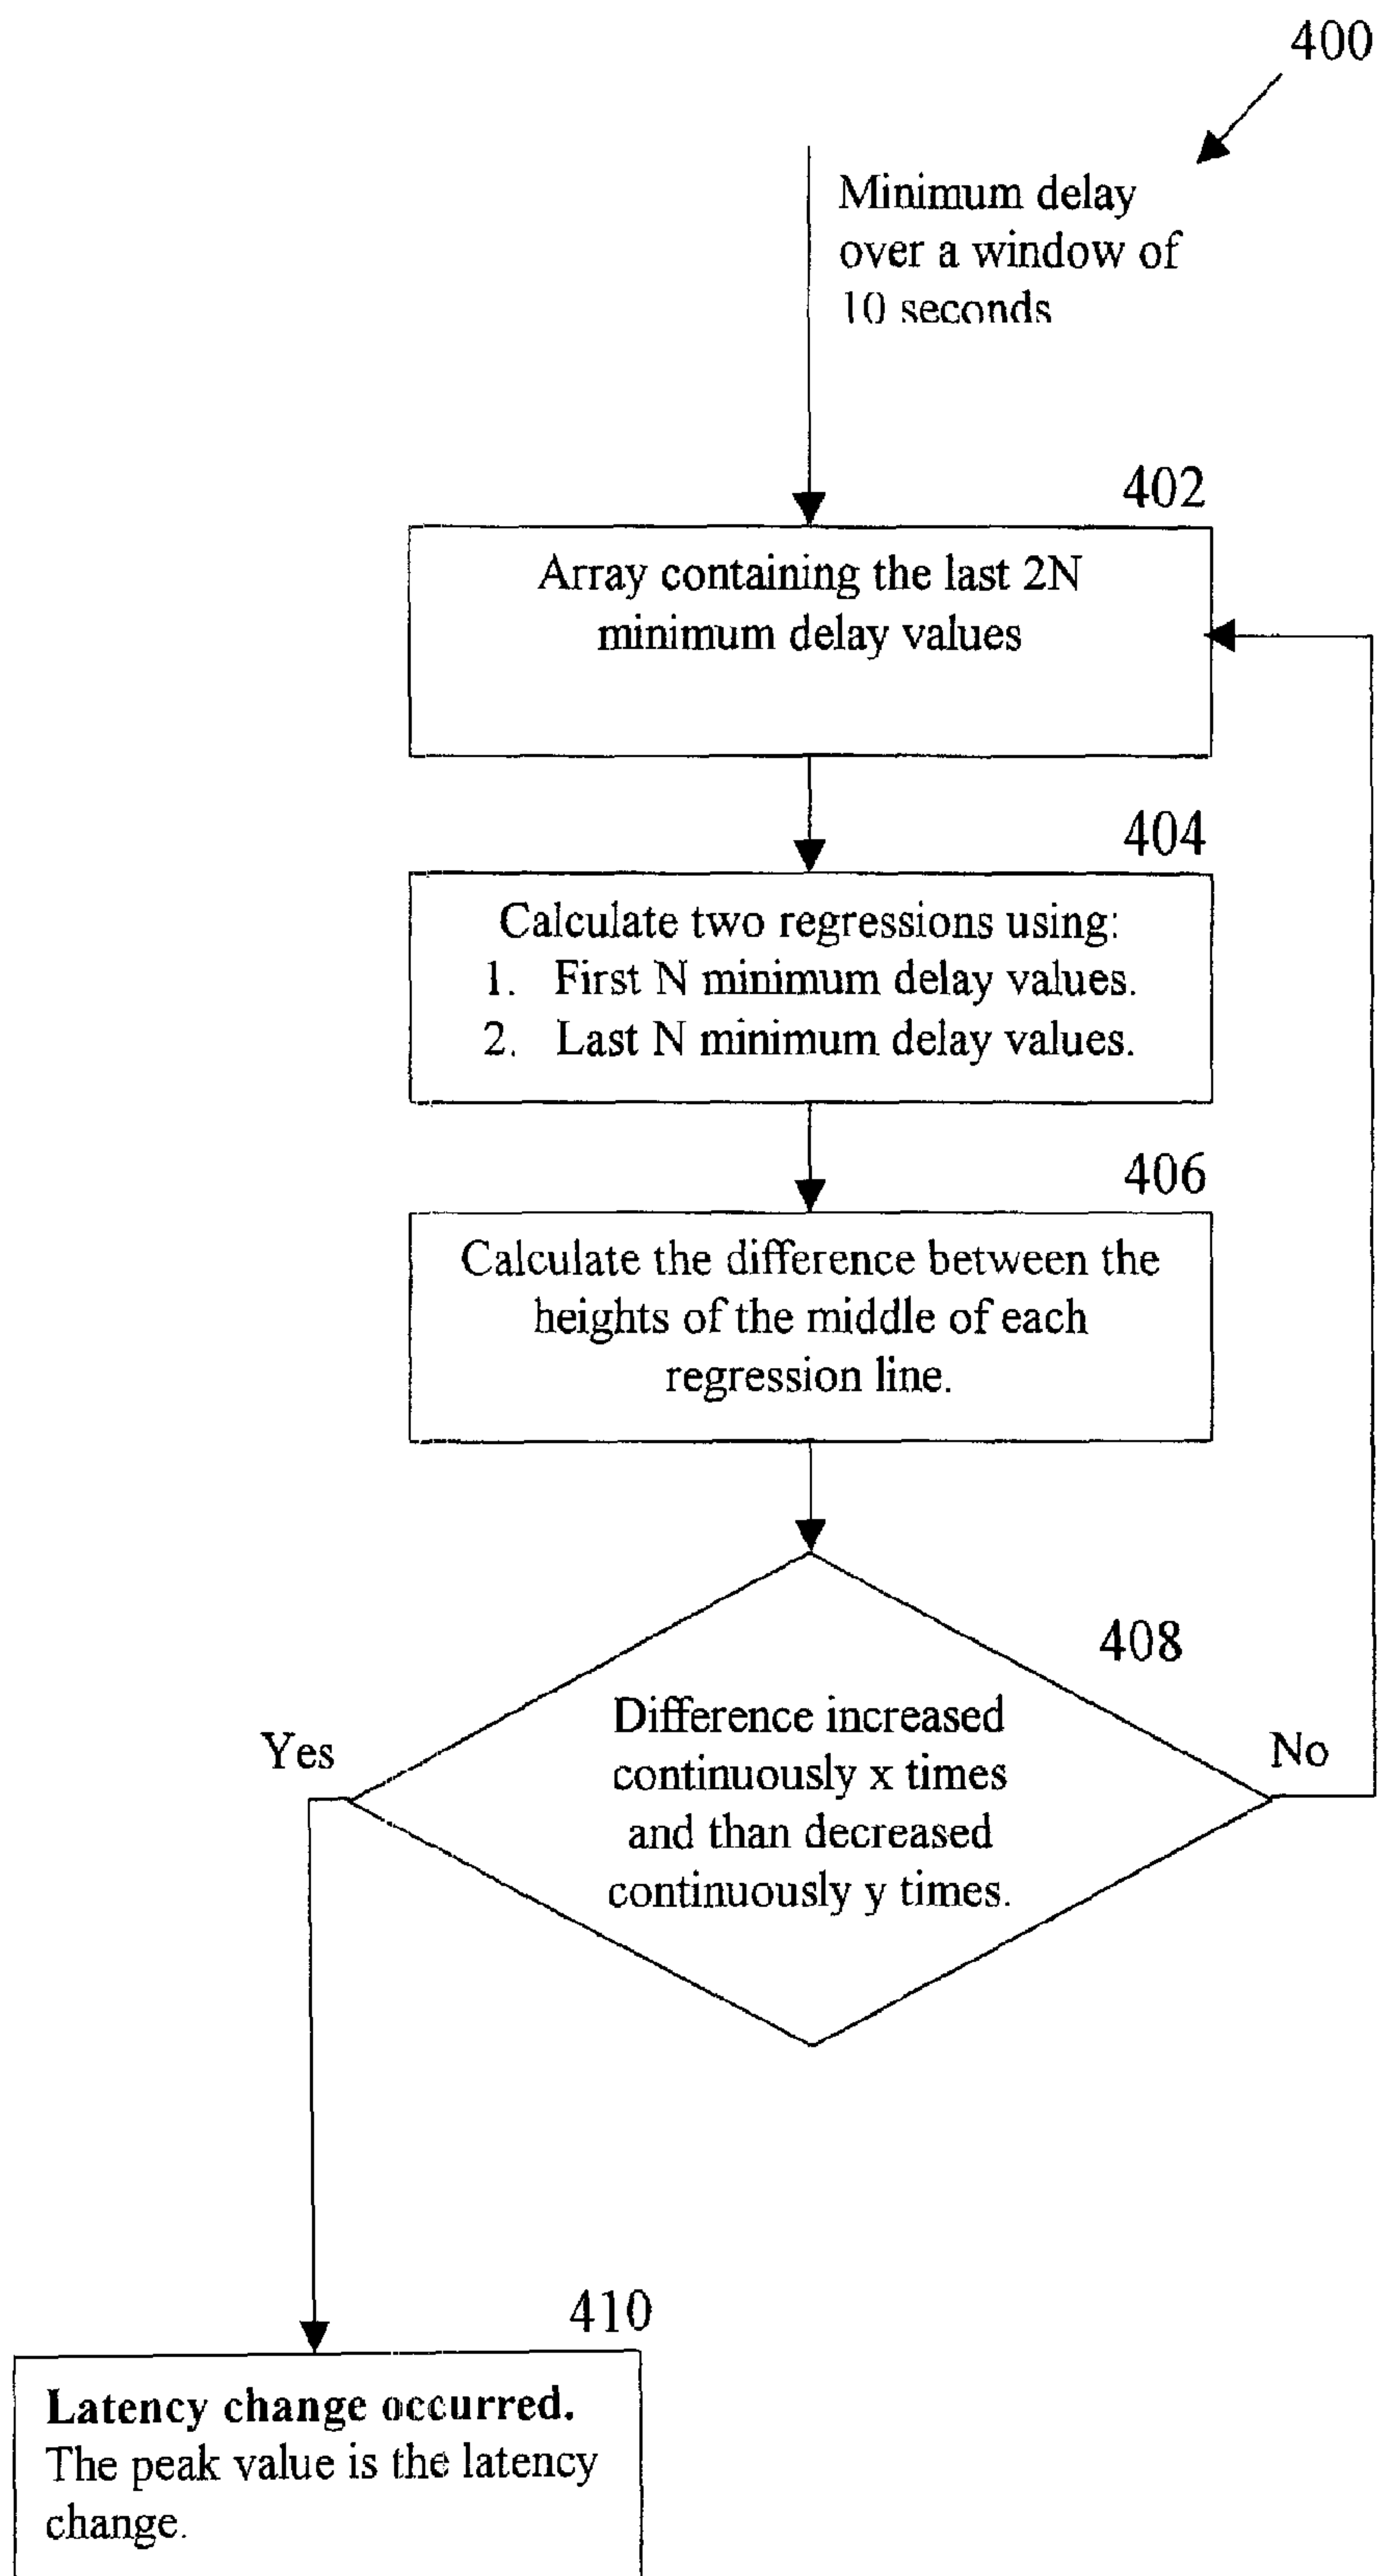 400
Minimum delay
over a window of
10 seconds
402
Array containing the last 2N
minimum delay values
404
Calculate two regressions using:
1. First N minimum delay values.
2. Last N minimum delay values.
406
Calculate the difference between the
heights of the middle of each
regression line.
408
Difference increased
continuously x times
and than decreased
continuously y times.
Yes
No
410
Latency change occurred.
The peak value is the latency
change.